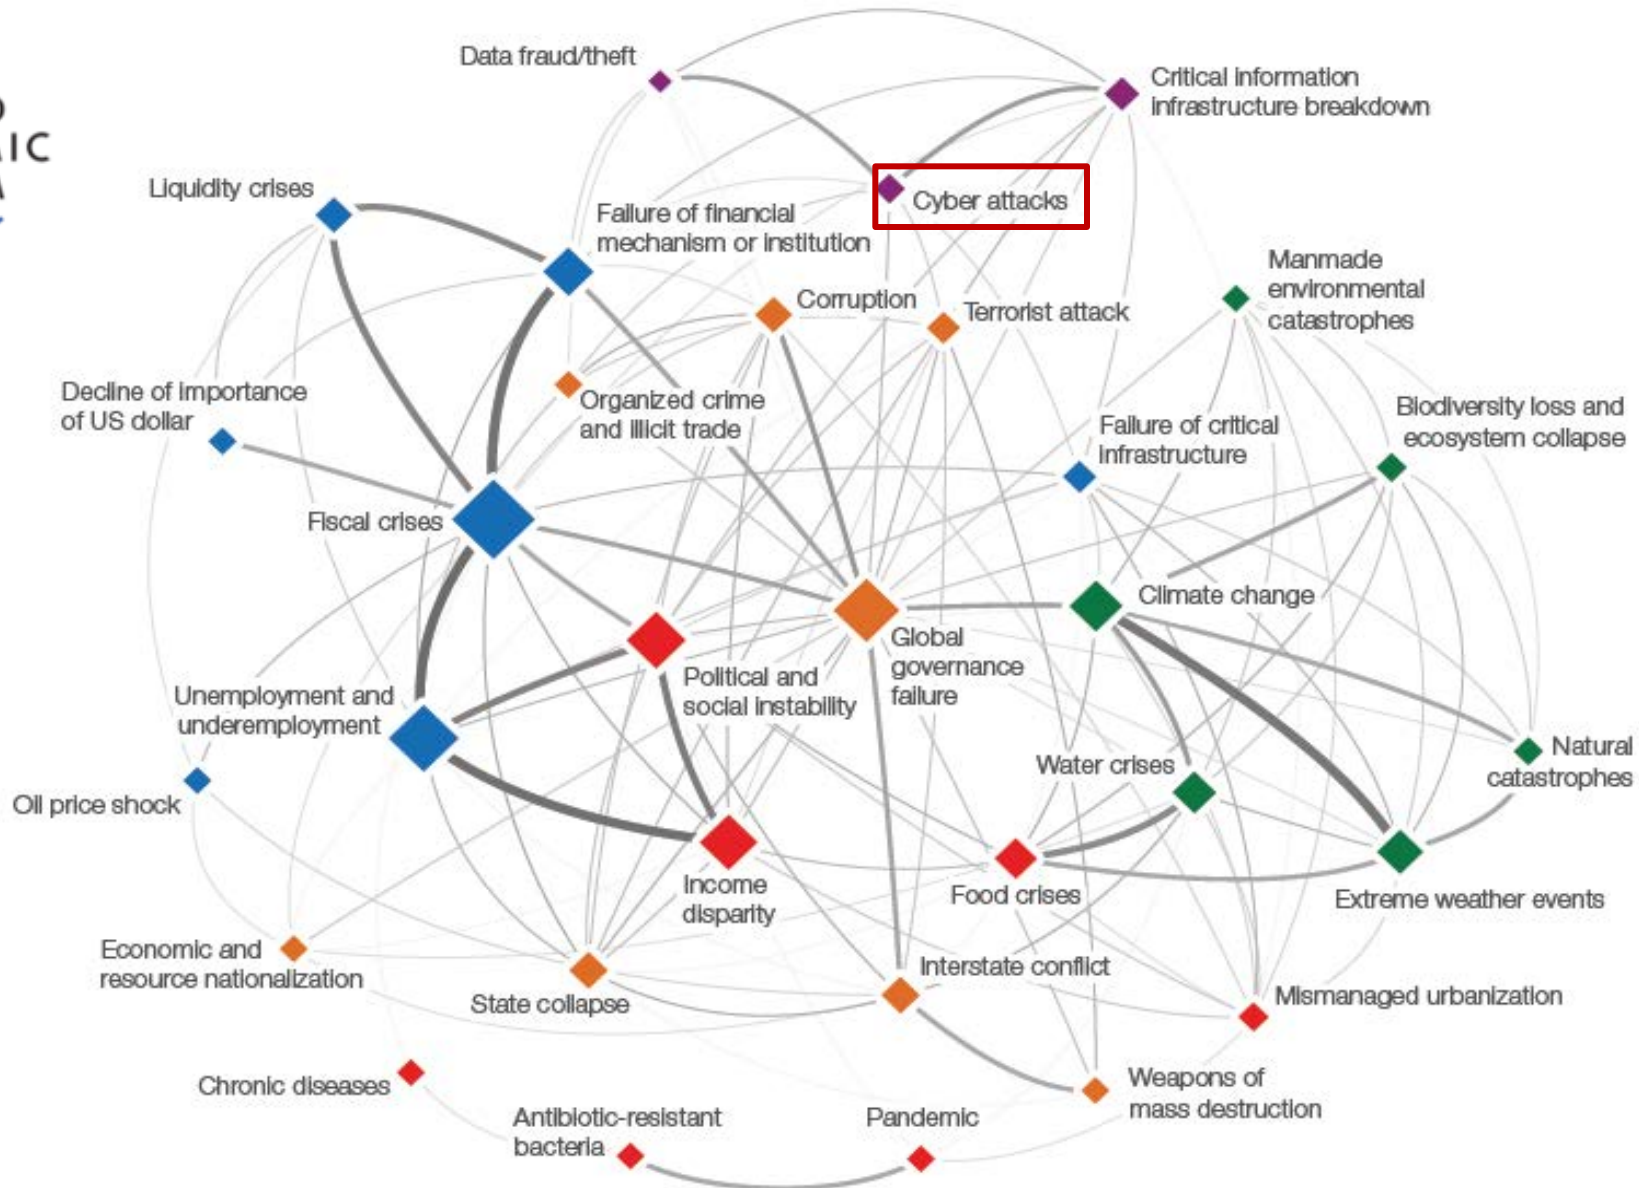 Data fraud/theft
Critical information
infrastructure breakdown
MIC
Liquidity crises
Cyber attacks
Failure of financial
mechanism or institution
Manmade
environmental
catastrophes
Corruption
Terrorist attack
Decline of importance
of US dollar
Organized crime
and illicit trade
Biodiversity loss and
ecosystem collapse
Failure of critical
infrastructure
Fiscal crises
Climate change
Global
governance
failure
Political and
social instability
Unemployment and
underemployment
Natural
catastrophes
Water crises
Oil price shock
Income
disparity
Food crises
Extreme weather events
Economic and
resource nationalization
State collapse
Interstate conflict
Mismanaged urbanization
Chronic diseases
Weapons of
mass destruction
Antibiotic-resistant
bacteria
Pandemic